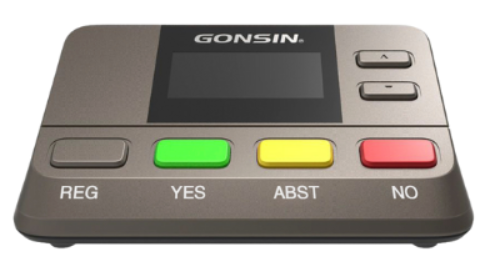 GONSIN®
^
-
REG YES ABST NO